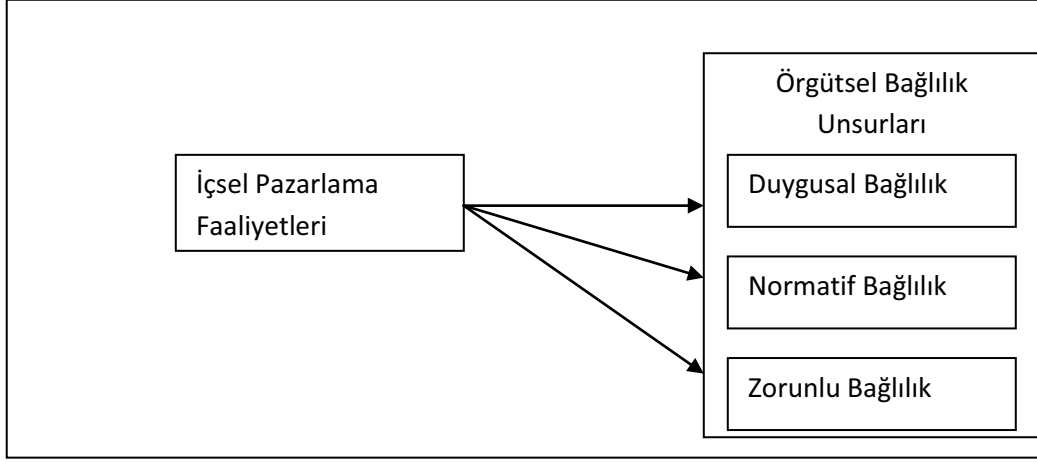 Örgütsel Bağlılık
Unsurları
İçsel Pazarlama
Faaliyetleri
Duygusal Bağlılık
Normatif Bağlılık
Zorunlu Bağlılık